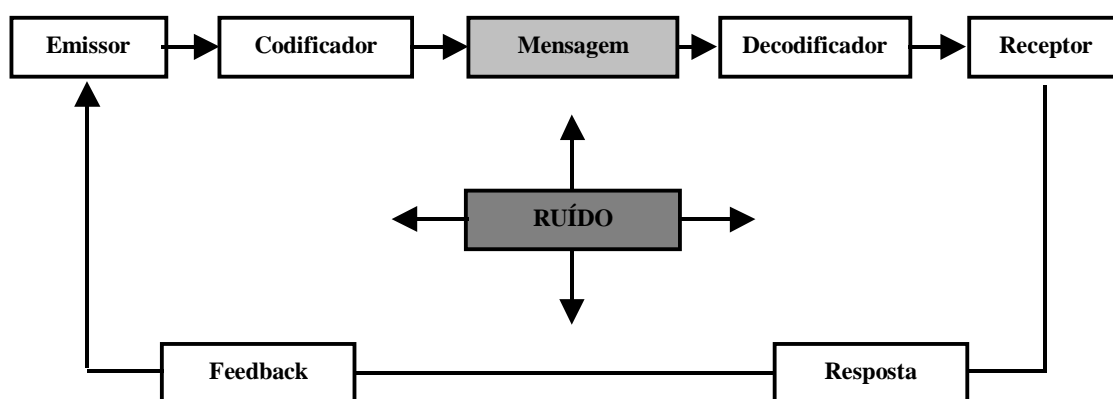 Emissor
Codificador
Mensagem
Decodificador
Receptor
RUÍDO
Feedback
Resposta